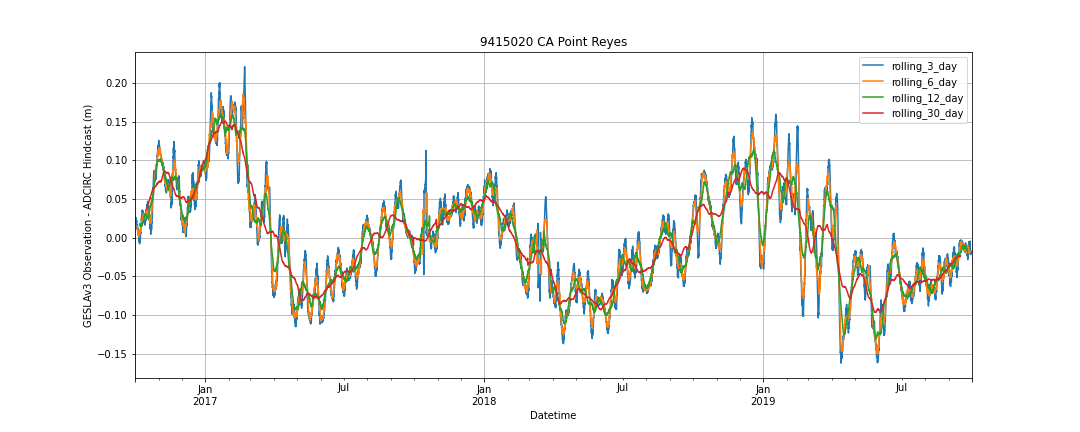 9415020 CA Point Reyes
rolling_3_day
rolling_6_day
rolling_12_day
rolling_30_day
GESLAv3 Observation - ADCIRC Hindcast (m)
0.20
0.15
0.10
0.05
0.00
−0.05
−0.10
−0.15
Jan Jul Jan Jul Jan Jul
2017 2018 2019
Datetime